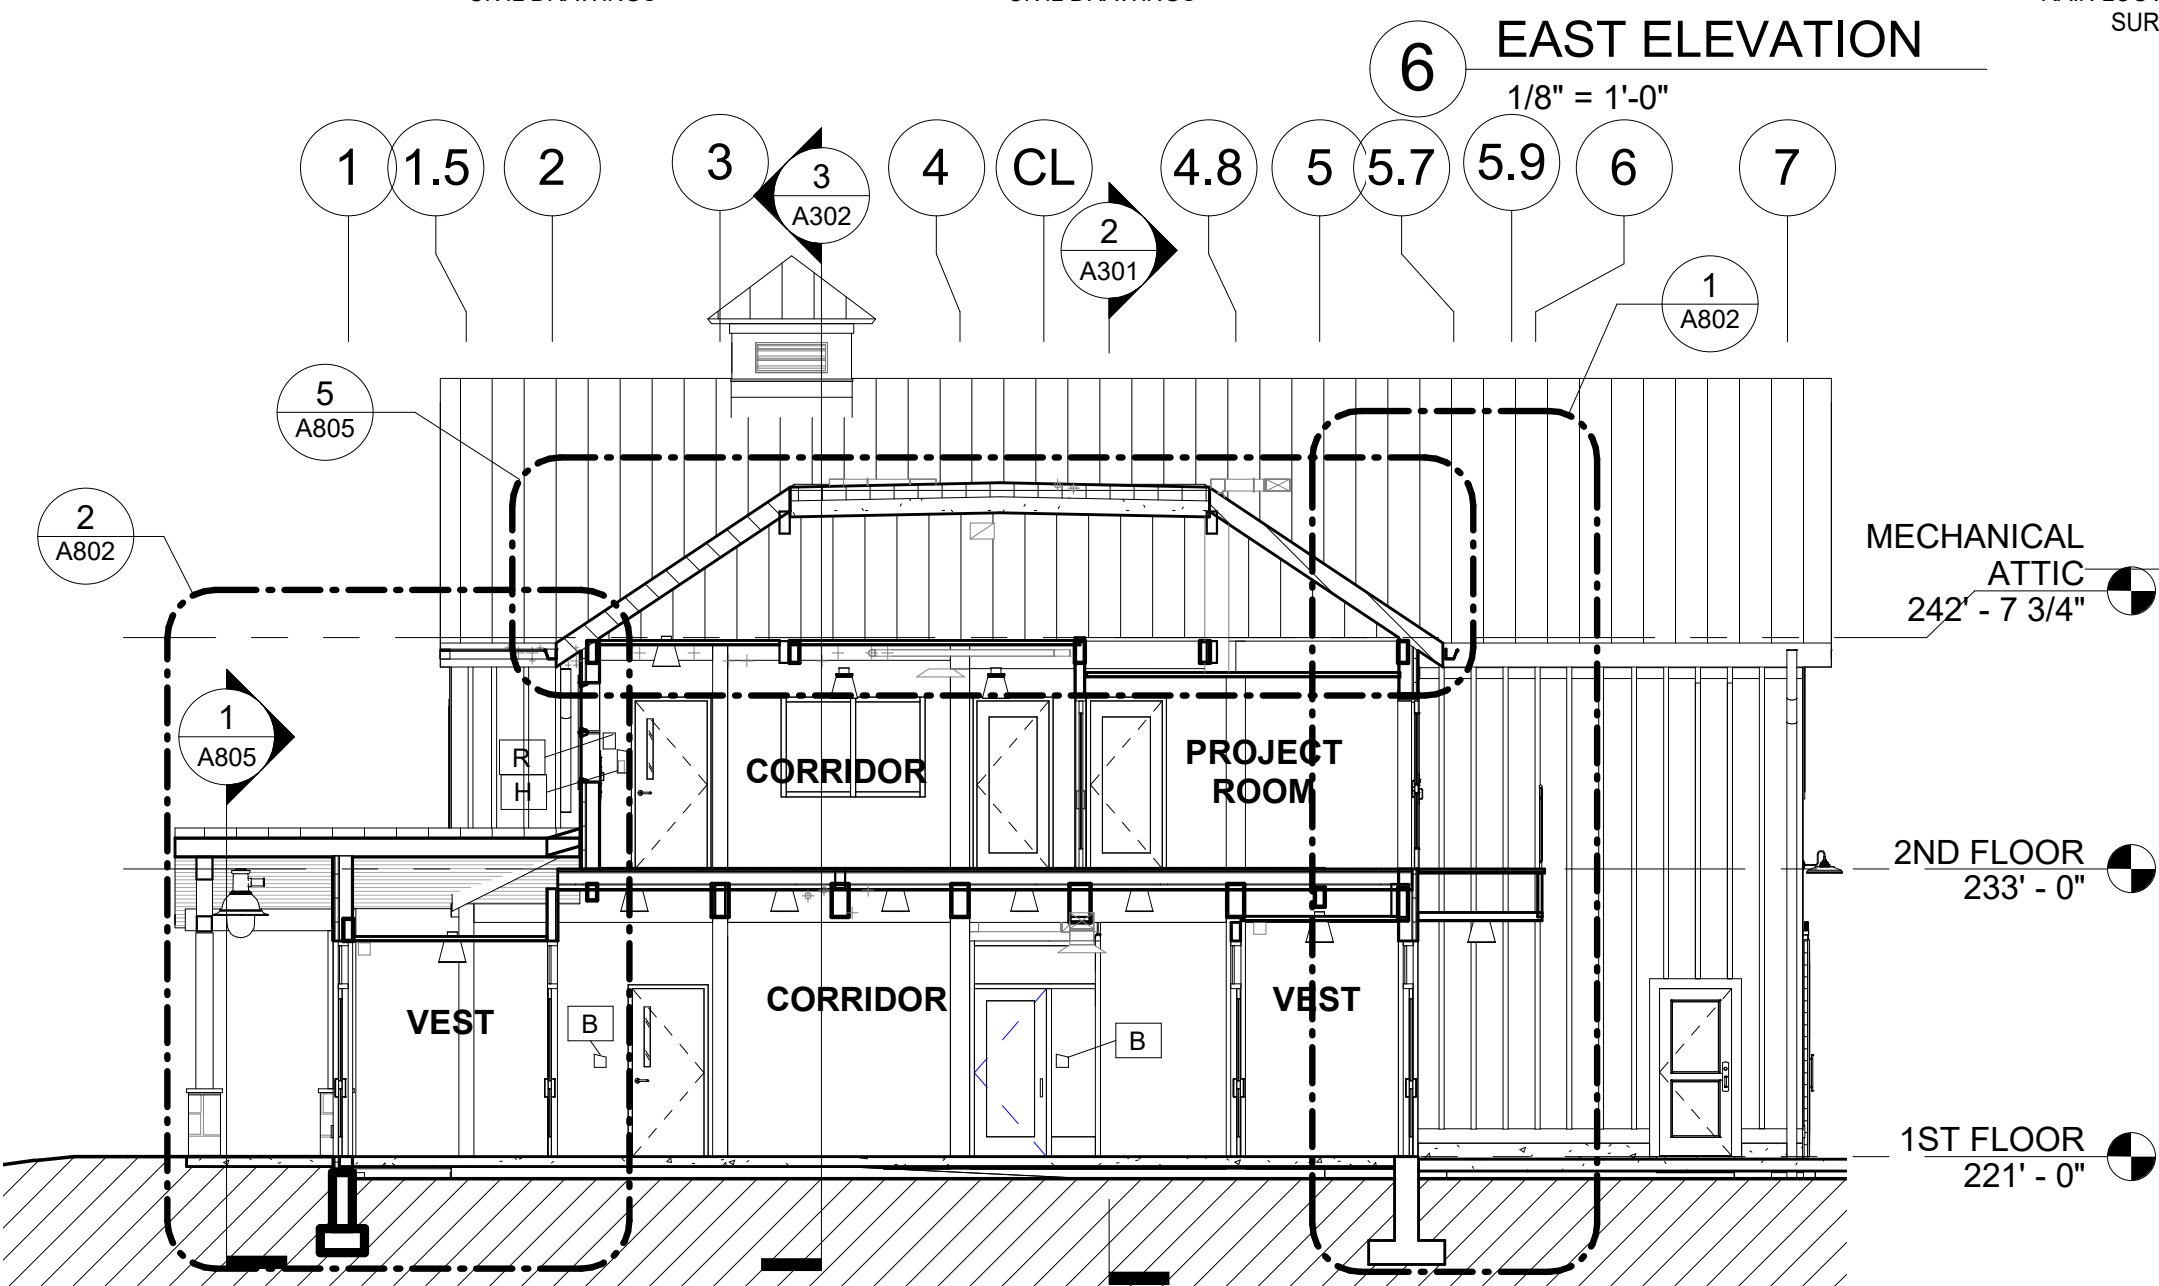 EAST ELEVATION
6
1/8" = 1'-0"
1
1.5
2
3
3
A302
4
CL
2
A301
4.8
5
5.7
5.9
6
7
1
A802
5
A805
2
A802
MECHANICAL
ATTIC
242' - 7 3/4"
1
A805
R
H
CORRIDOR
PROJECT
ROOM
2ND FLOOR
233' - 0"
VEST
B
CORRIDOR
B
VEST
1ST FLOOR
221' - 0"
SUR